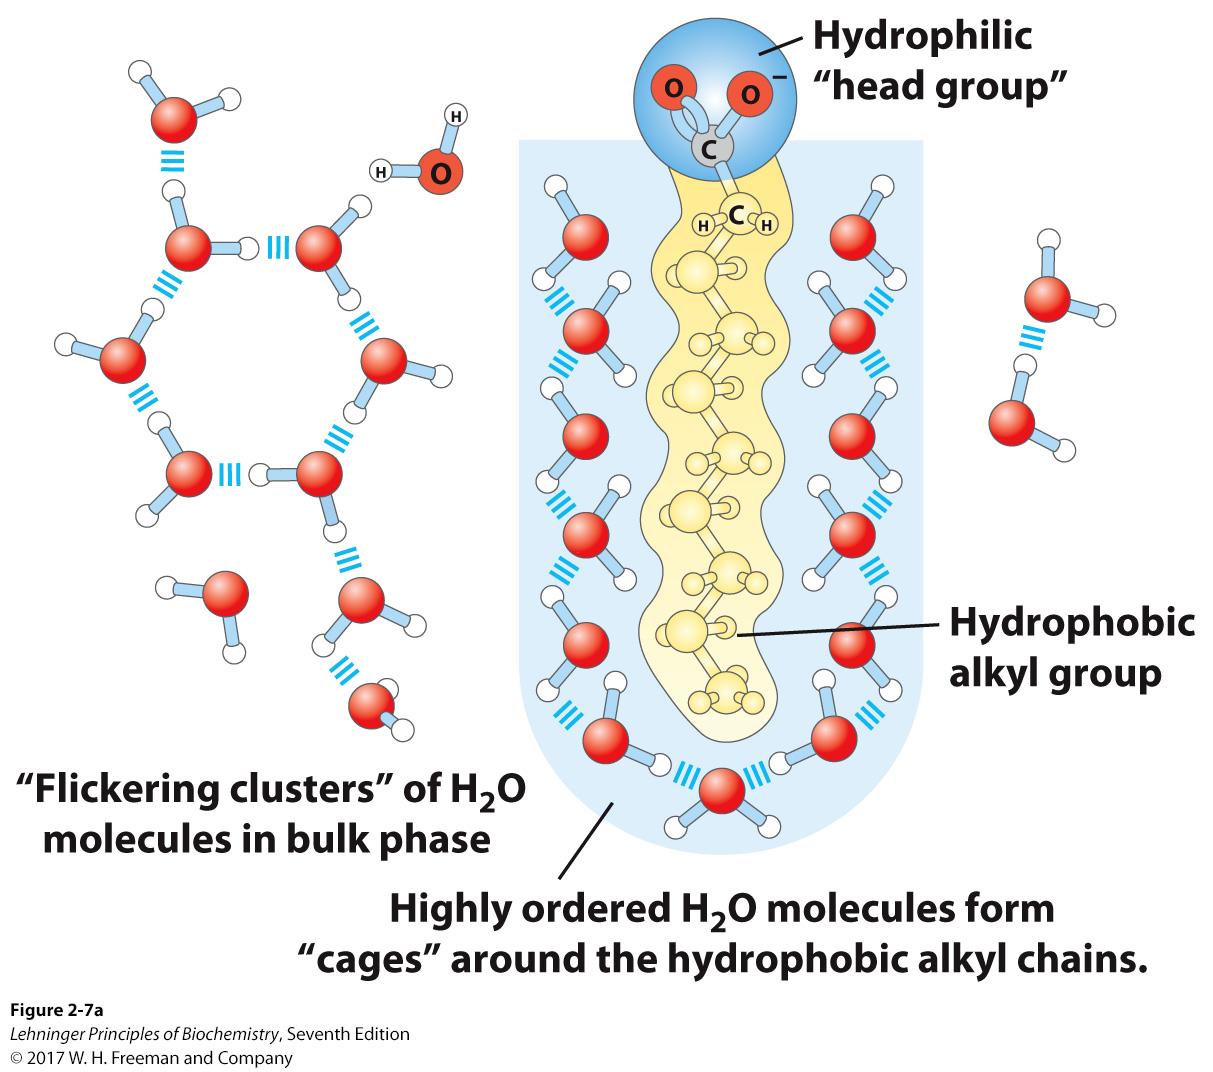 Hydrophilic
“head group”
O
O
–
C
H
H
O
H
C
H
Hydrophobic
alkyl group
“Flickering clusters” of H₂O
molecules in bulk phase
Highly ordered H₂O molecules form
“cages” around the hydrophobic alkyl chains.
Figure 2-7a
Lehninger Principles of Biochemistry, Seventh Edition
© 2017 W. H. Freeman and Company